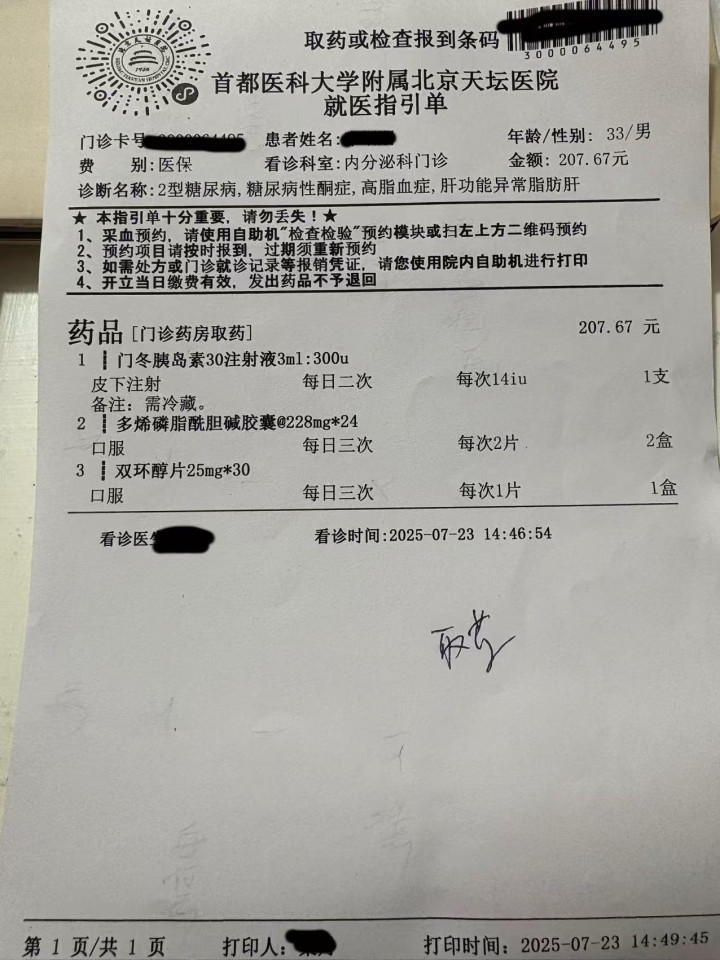 取药或检查报到条码
3000064495
首都医科大学附属北京天坛医院
就医指引单
门诊卡号 患者姓名: 年龄/性别: 33/男
费 别:医保 看诊科室:内分泌科门诊 金额: 207.67元
诊断名称:2型糖尿病,糖尿病性酮症,高脂血症,肝功能异常脂肪肝
★ 本指引单十分重要,请勿丢失!★
1、采血预约,请使用自助机"检查检验"预约模块或扫左上方二维码预约
2、预约项目请按时报到,过期须重新预约
3、如需处方或门诊就诊记录等报销凭证,请您使用院内自助机进行打印
4、开立当日缴费有效,发出药品不予退回
药品 [门诊药房取药] 207.67 元
1 门冬胰岛素30注射液3ml:300u
皮下注射 每日二次 每次14iu 1支
备注: 需冷藏。
2 多烯磷脂酰胆碱胶囊@228mg*24
口服 每日三次 每次2片 2盒
3 双环醇片25mg*30
口服 每日三次 每次1片 1盒
看诊医生 看诊时间:2025-07-23 14:46:54
取药
第 1 页/共 1 页 打印人: 打印时间: 2025-07-23 14:49:45